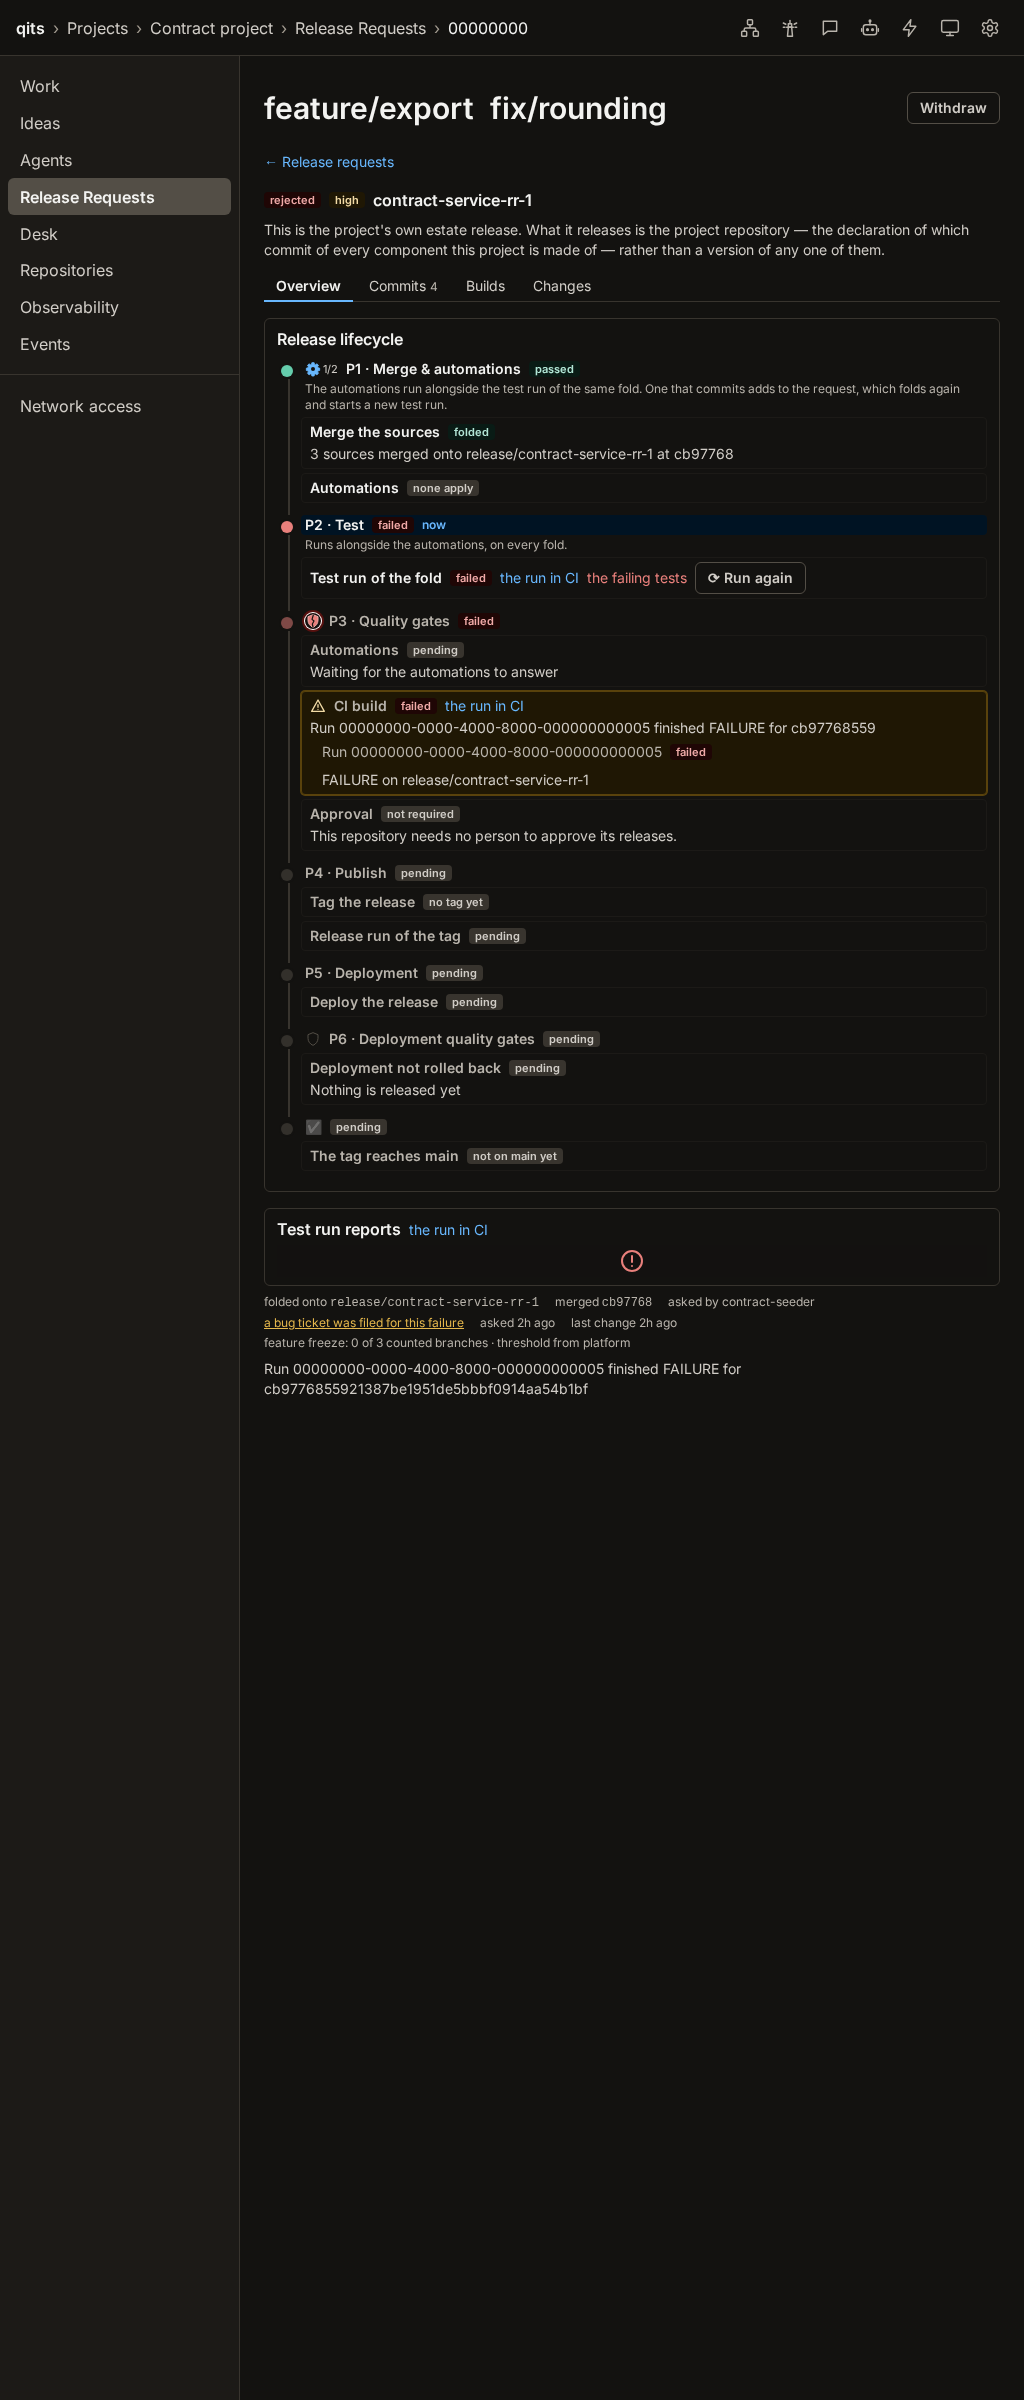 qits › Projects › Contract project › Release Requests › 00000000
Work
Ideas
Agents
Release Requests
Desk
Repositories
Observability
Events
Network access
feature/export fix/rounding
Withdraw
← Release requests
rejected high contract-service-rr-1
This is the project's own estate release. What it releases is the project repository — the declaration of which
commit of every component this project is made of — rather than a version of any one of them.
Overview Commits 4 Builds Changes
Release lifecycle
1/2 P1 · Merge & automations passed
The automations run alongside the test run of the same fold. One that commits adds to the request, which folds again
and starts a new test run.
Merge the sources folded
3 sources merged onto release/contract-service-rr-1 at cb97768
Automations none apply
P2 · Test failed now
Runs alongside the automations, on every fold.
Test run of the fold failed the run in CI the failing tests ⟳ Run again
P3 · Quality gates failed
Automations pending
Waiting for the automations to answer
CI build failed the run in CI
Run 00000000-0000-4000-8000-000000000005 finished FAILURE for cb97768559
Run 00000000-0000-4000-8000-000000000005 failed
FAILURE on release/contract-service-rr-1
Approval not required
This repository needs no person to approve its releases.
P4 · Publish pending
Tag the release no tag yet
Release run of the tag pending
P5 · Deployment pending
Deploy the release pending
P6 · Deployment quality gates pending
Deployment not rolled back pending
Nothing is released yet
pending
The tag reaches main not on main yet
Test run reports the run in CI
folded onto release/contract-service-rr-1 merged cb97768 asked by contract-seeder
a bug ticket was filed for this failure asked 2h ago last change 2h ago
feature freeze: 0 of 3 counted branches · threshold from platform
Run 00000000-0000-4000-8000-000000000005 finished FAILURE for
cb9776855921387be1951de5bbbf0914aa54b1bf